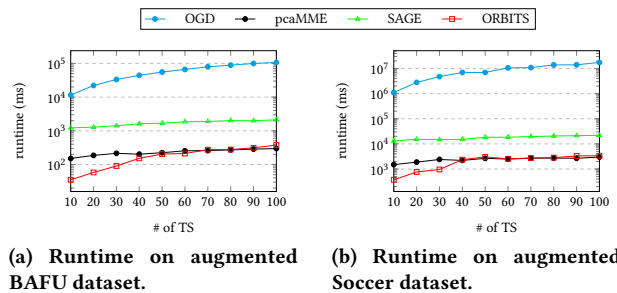 OGD pcaMME SAGE ORBITS
runtime (ms)
10^5
10^4
10^3
10^2
10 20 30 40 50 60 70 80 90 100
# of TS
(a) Runtime on augmented
BAFU dataset.
runtime (ms)
10^7
10^6
10^5
10^4
10^3
10 20 30 40 50 60 70 80 90 100
# of TS
(b) Runtime on augmented
Soccer dataset.